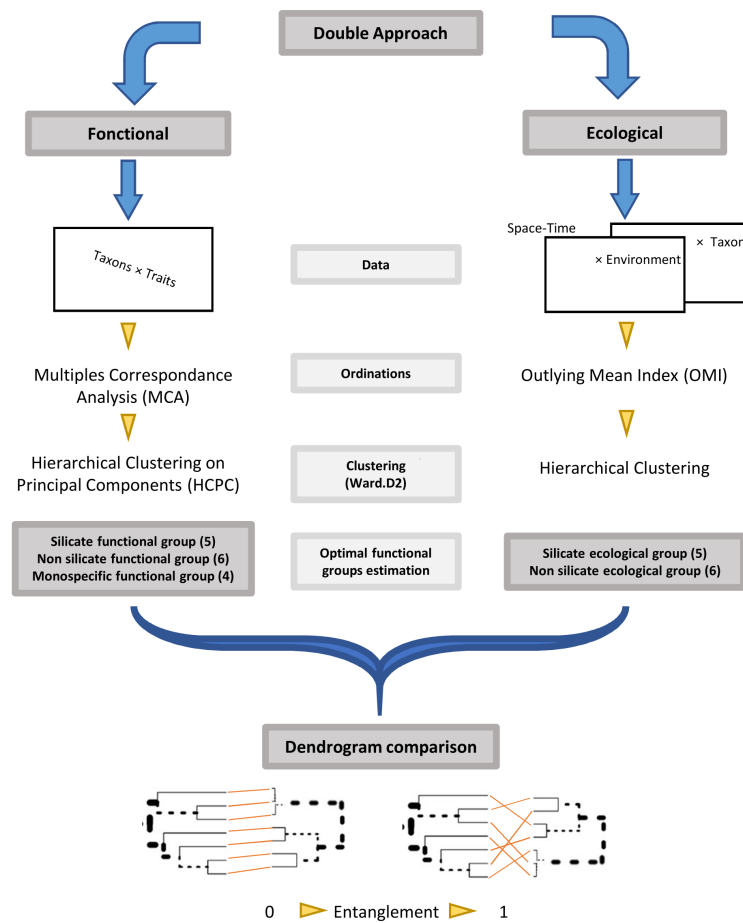 Double Approach
Fonctional
Ecological
Taxons × Traits
Data
Space-Time
× Environment
× Taxon
Multiples Correspondance
Analysis (MCA)
Ordinations
Outlying Mean Index (OMI)
Hierarchical Clustering on
Principal Components (HCPC)
Clustering
(Ward.D2)
Hierarchical Clustering
Silicate functional group (5)
Non silicate functional group (6)
Monospecific functional group (4)
Optimal functional
groups estimation
Silicate ecological group (5)
Non silicate ecological group (6)
Dendrogram comparison
0 Entanglement 1